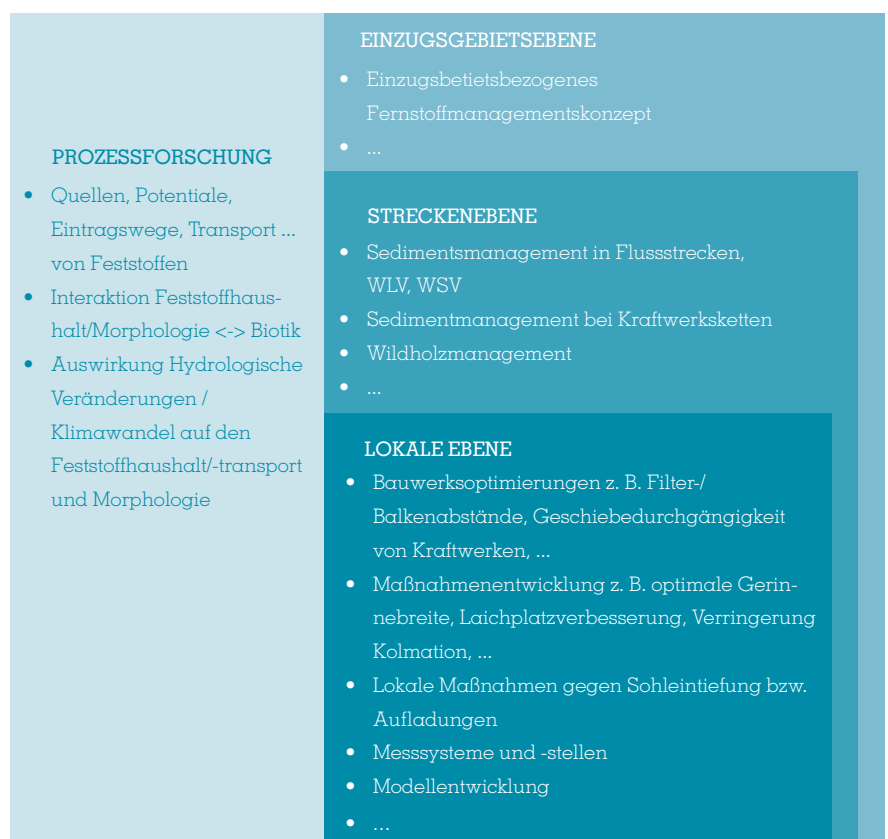 PROZESSFORSCHUNG
• Quellen, Potentiale,
Eintragswege, Transport ...
von Feststoffen
• Interaktion Feststoffhaus-
halt/Morphologie <-> Biotik
• Auswirkung Hydrologische
Veränderungen /
Klimawandel auf den
Feststoffhaushalt/-transport
und Morphologie
EINZUGSGEBIETSEBENE
• Einzugsbetietsbezogenes
Fernstoffmanagementskonzept
• ...
STRECKENEBENE
• Sedimentsmanagement in Flussstrecken,
WLV, WSV
• Sedimentmanagement bei Kraftwerksketten
• Wildholzmanagement
• ...
LOKALE EBENE
• Bauwerksoptimierungen z. B. Filter-/
Balkenabstände, Geschiebedurchgängigkeit
von Kraftwerken, ...
• Maßnahmenentwicklung z. B. optimale Gerin-
nebreite, Laichplatzverbesserung, Verringerung
Kolmation, ...
• Lokale Maßnahmen gegen Sohleintiefung bzw.
Aufladungen
• Messsysteme und -stellen
• Modellentwicklung
• ...